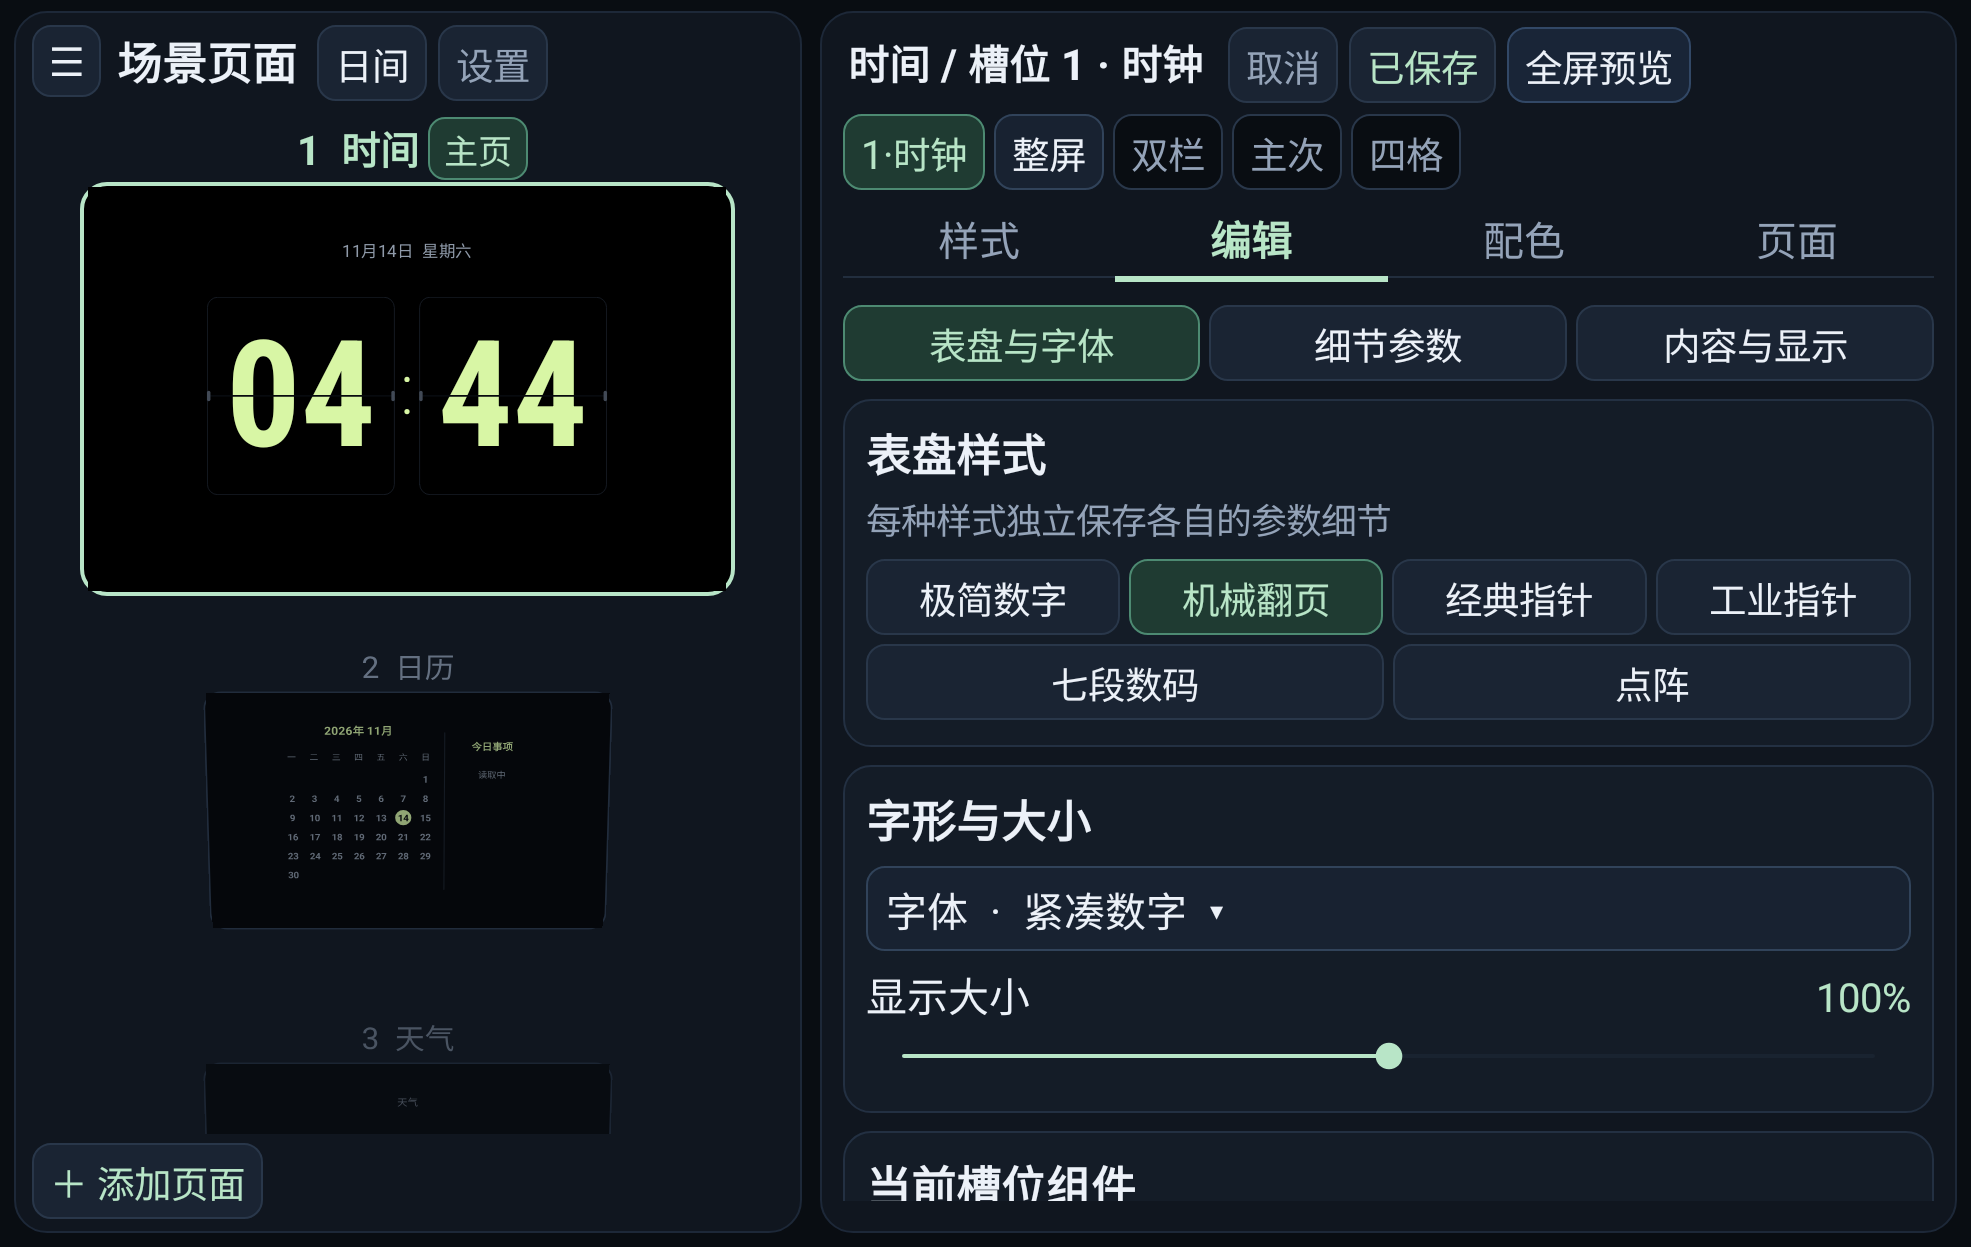 ☰ 场景页面 日间 设置
1 时间 主页
11月14日 星期六
04:44
2 日历
2026年 11月
一 二 三 四 五 六 日
1
2 3 4 5 6 7 8
9 10 11 12 13 14 15
16 17 18 19 20 21 22
23 24 25 26 27 28 29
30
今日事项
读取中
3 天气
天气
＋ 添加页面
时间 / 槽位 1 · 时钟 取消 已保存 全屏预览
1·时钟 整屏 双栏 主次 四格
样式 编辑 配色 页面
表盘与字体 细节参数 内容与显示
表盘样式
每种样式独立保存各自的参数细节
极简数字 机械翻页 经典指针 工业指针
七段数码 点阵
字形与大小
字体 · 紧凑数字 ▾
显示大小 100%
当前槽位组件